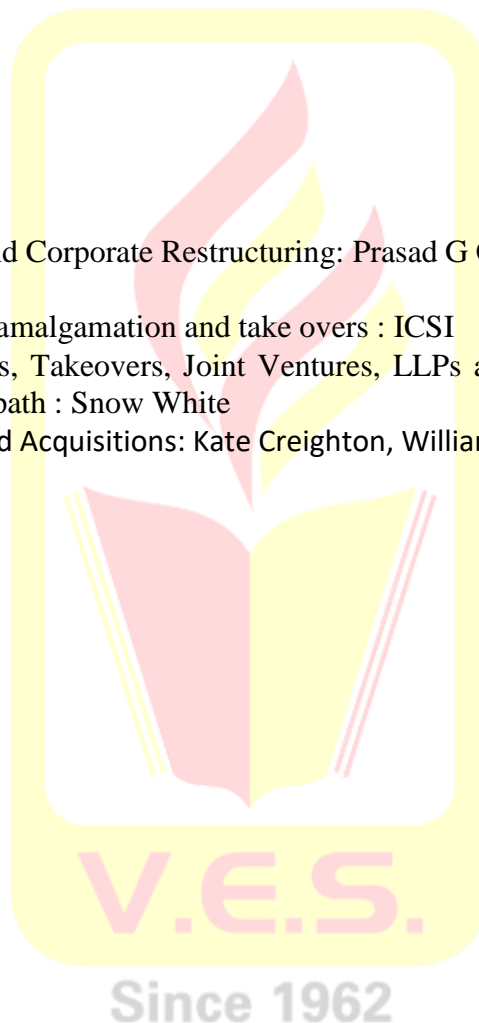 d Corporate Restructuring: Prasad G
amalgamation and take overs : ICSI
s, Takeovers, Joint Ventures, LLPs a
path : Snow White
d Acquisitions: Kate Creighton, Willia
V.E.S.
Since 1962